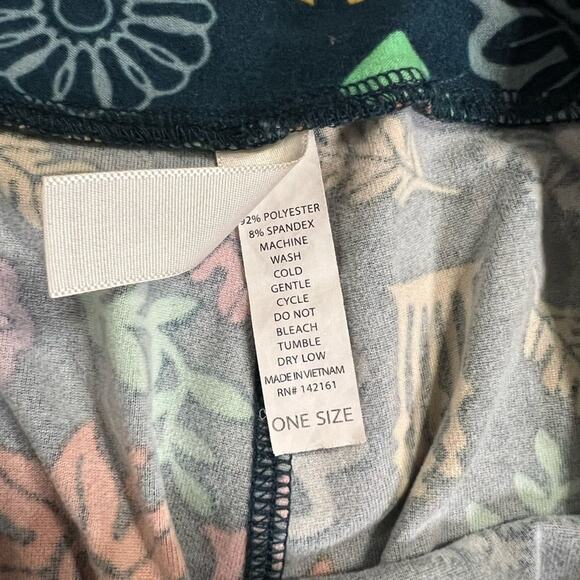 92% POLYESTER
8% SPANDEX
MACHINE
WASH
COLD
GENTLE
CYCLE
DO NOT
BLEACH
TUMBLE
DRY LOW
MADE IN VIETNAM
RN# 142161
ONE SIZE